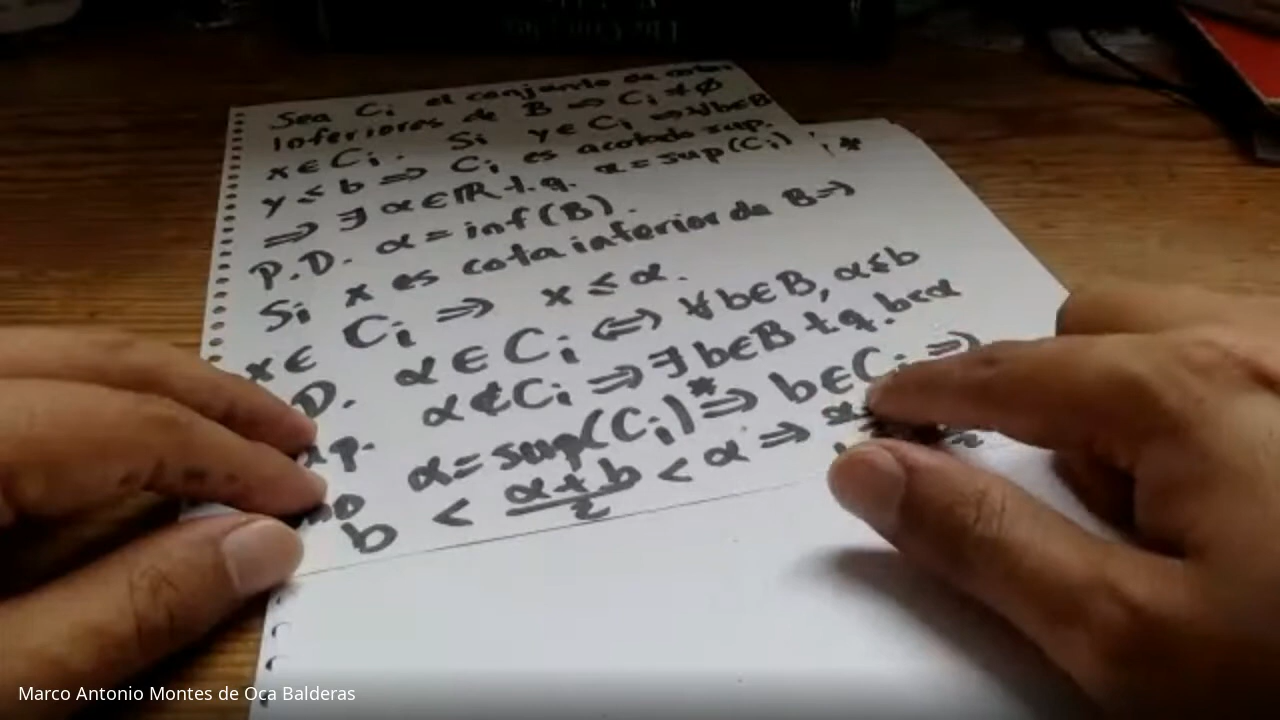 Sea Ci el conjunto de cotas
inferiores de B ⇒ Ci ≠ ∅
x ∈ Ci. Si y ∈ Ci ⇒ ∀b∈B
y ≤ b ⇒ Ci es acotado sup.
⇒ ∃ α ∈ ℝ t.q. α = sup(Ci) *
P.D. α = inf(B).
Si x es cota inferior de B ⇒
x ∈ Ci ⇒ x ≤ α.
D. α ∈ Ci ⇔ ∀ b∈B, α ≤ b
p. α ∉ Ci ⇒ ∃ b∈B t.q. b<α
α = sup(Ci)* ⇒ b ∈ Ci ⇒
b < (α + b)/2 < α ⇒
Marco Antonio Montes de Oca Balderas